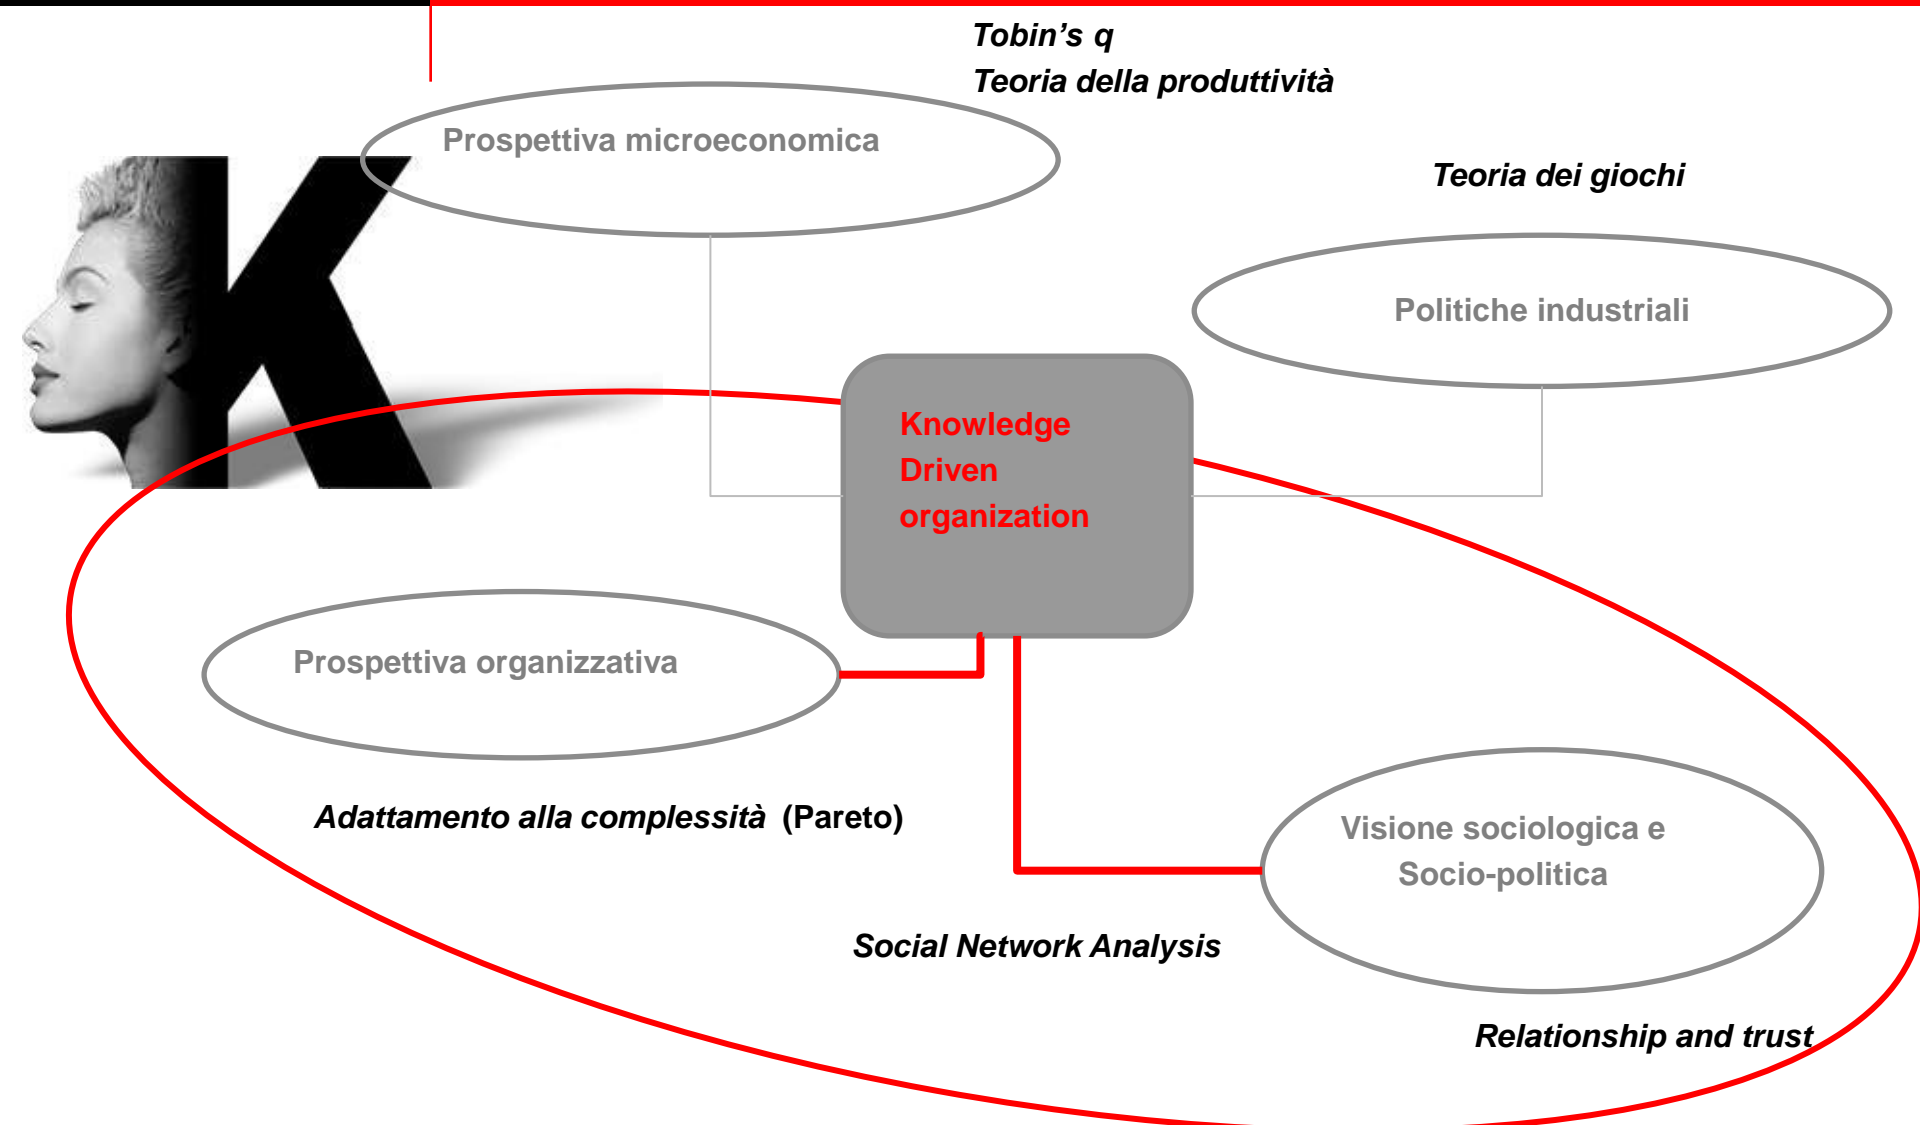 Tobin’s q
Teoria della produttività
Prospettiva microeconomica
Teoria dei giochi
Politiche industriali
K
Knowledge
Driven
organization
Prospettiva organizzativa
Adattamento alla complessità (Pareto)
Visione sociologica e
Socio-politica
Social Network Analysis
Relationship and trust